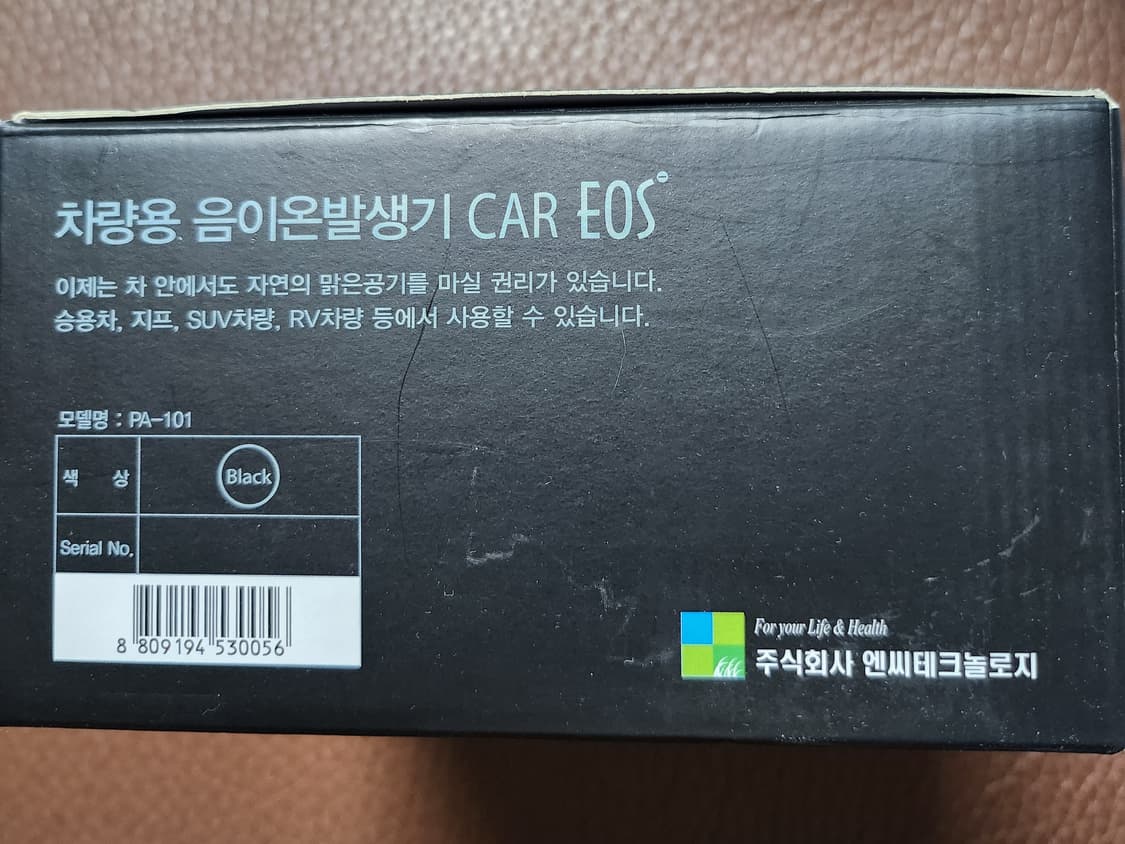 차량용 음이온발생기 CAR EOS⁻
이제는 차 안에서도 자연의 맑은공기를 마실 권리가 있습니다.
승용차, 지프, SUV차량, RV차량 등에서 사용할 수 있습니다.
모델명 : PA-101
색 상 Black
Serial No.
8 809194 530056
For your Life & Health
주식회사 엔씨테크놀로지